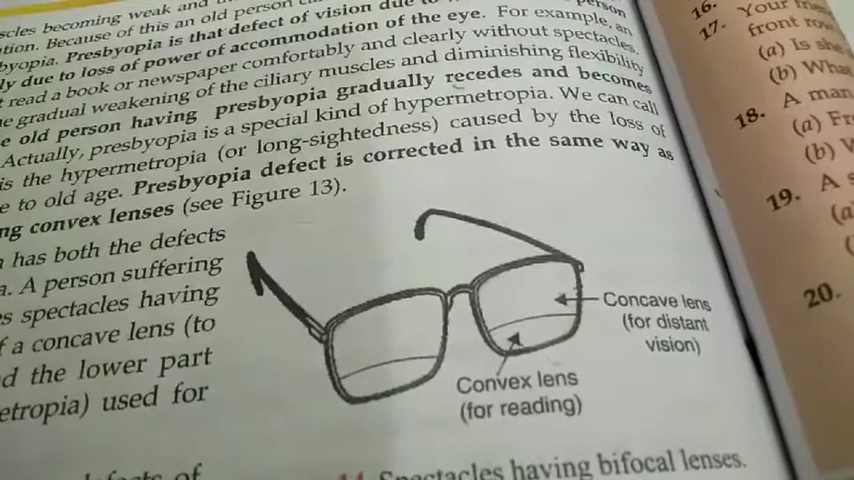 scles becoming weak and
tion. Because of this an old person
byopia. Presbyopia is that defect of vision due to
ly due to loss of power of accommodation of the eye. For example, an
t read a book or newspaper comfortably and clearly without spectacles.
e gradual weakening of the ciliary muscles and diminishing flexibility
e old person having presbyopia gradually recedes and becomes
Actually, presbyopia is a special kind of hypermetropia. We can call
is the hypermetropia (or long-sightedness) caused by the loss of
e to old age. Presbyopia defect is corrected in the same way as
ng convex lenses (see Figure 13).
has both the defects
a. A person suffering
es spectacles having
f a concave lens (to
d the lower part
etropia) used for
Concave lens
(for distant
vision)
Convex lens
(for reading)
Spectacles having bifocal lenses.
person
16.
17. Your
front row
(a) Is she
(b) What
18. A man
(a)
(b)
19. A
(a
20.